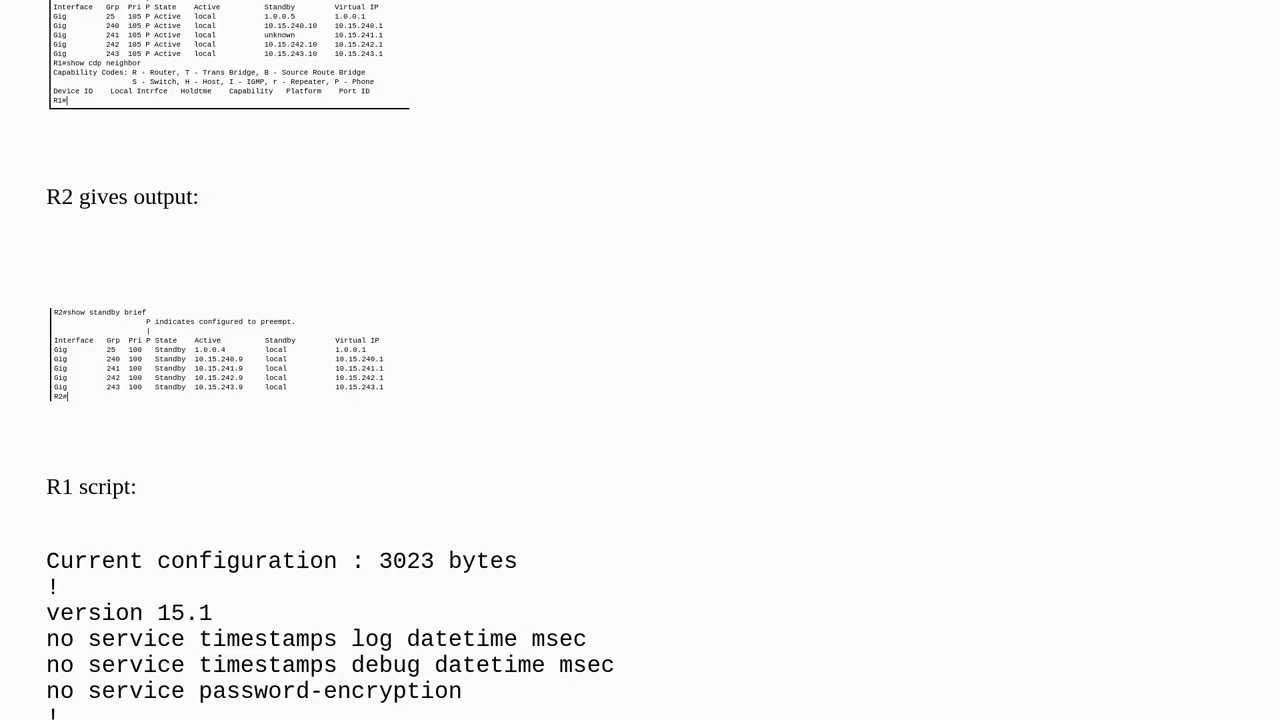 Interface   Grp  Pri P State    Active          Standby         Virtual IP
Gig         25   105 P Active   local           1.0.0.5         1.0.0.1
Gig         240  105 P Active   local           10.15.240.10    10.15.240.1
Gig         241  105 P Active   local           unknown         10.15.241.1
Gig         242  105 P Active   local           10.15.242.10    10.15.242.1
Gig         243  105 P Active   local           10.15.243.10    10.15.243.1
R1#show cdp neighbor
Capability Codes: R - Router, T - Trans Bridge, B - Source Route Bridge
                  S - Switch, H - Host, I - IGMP, r - Repeater, P - Phone
Device ID    Local Intrfce   Holdtme    Capability   Platform    Port ID
R1#
R2 gives output:
R2#show standby brief
                     P indicates configured to preempt.
                     |
Interface   Grp  Pri P State    Active          Standby         Virtual IP
Gig         25   100   Standby  1.0.0.4         local           1.0.0.1
Gig         240  100   Standby  10.15.240.9     local           10.15.240.1
Gig         241  100   Standby  10.15.241.9     local           10.15.241.1
Gig         242  100   Standby  10.15.242.9     local           10.15.242.1
Gig         243  100   Standby  10.15.243.9     local           10.15.243.1
R2#
R1 script:
Current configuration : 3023 bytes
!
version 15.1
no service timestamps log datetime msec
no service timestamps debug datetime msec
no service password-encryption
!